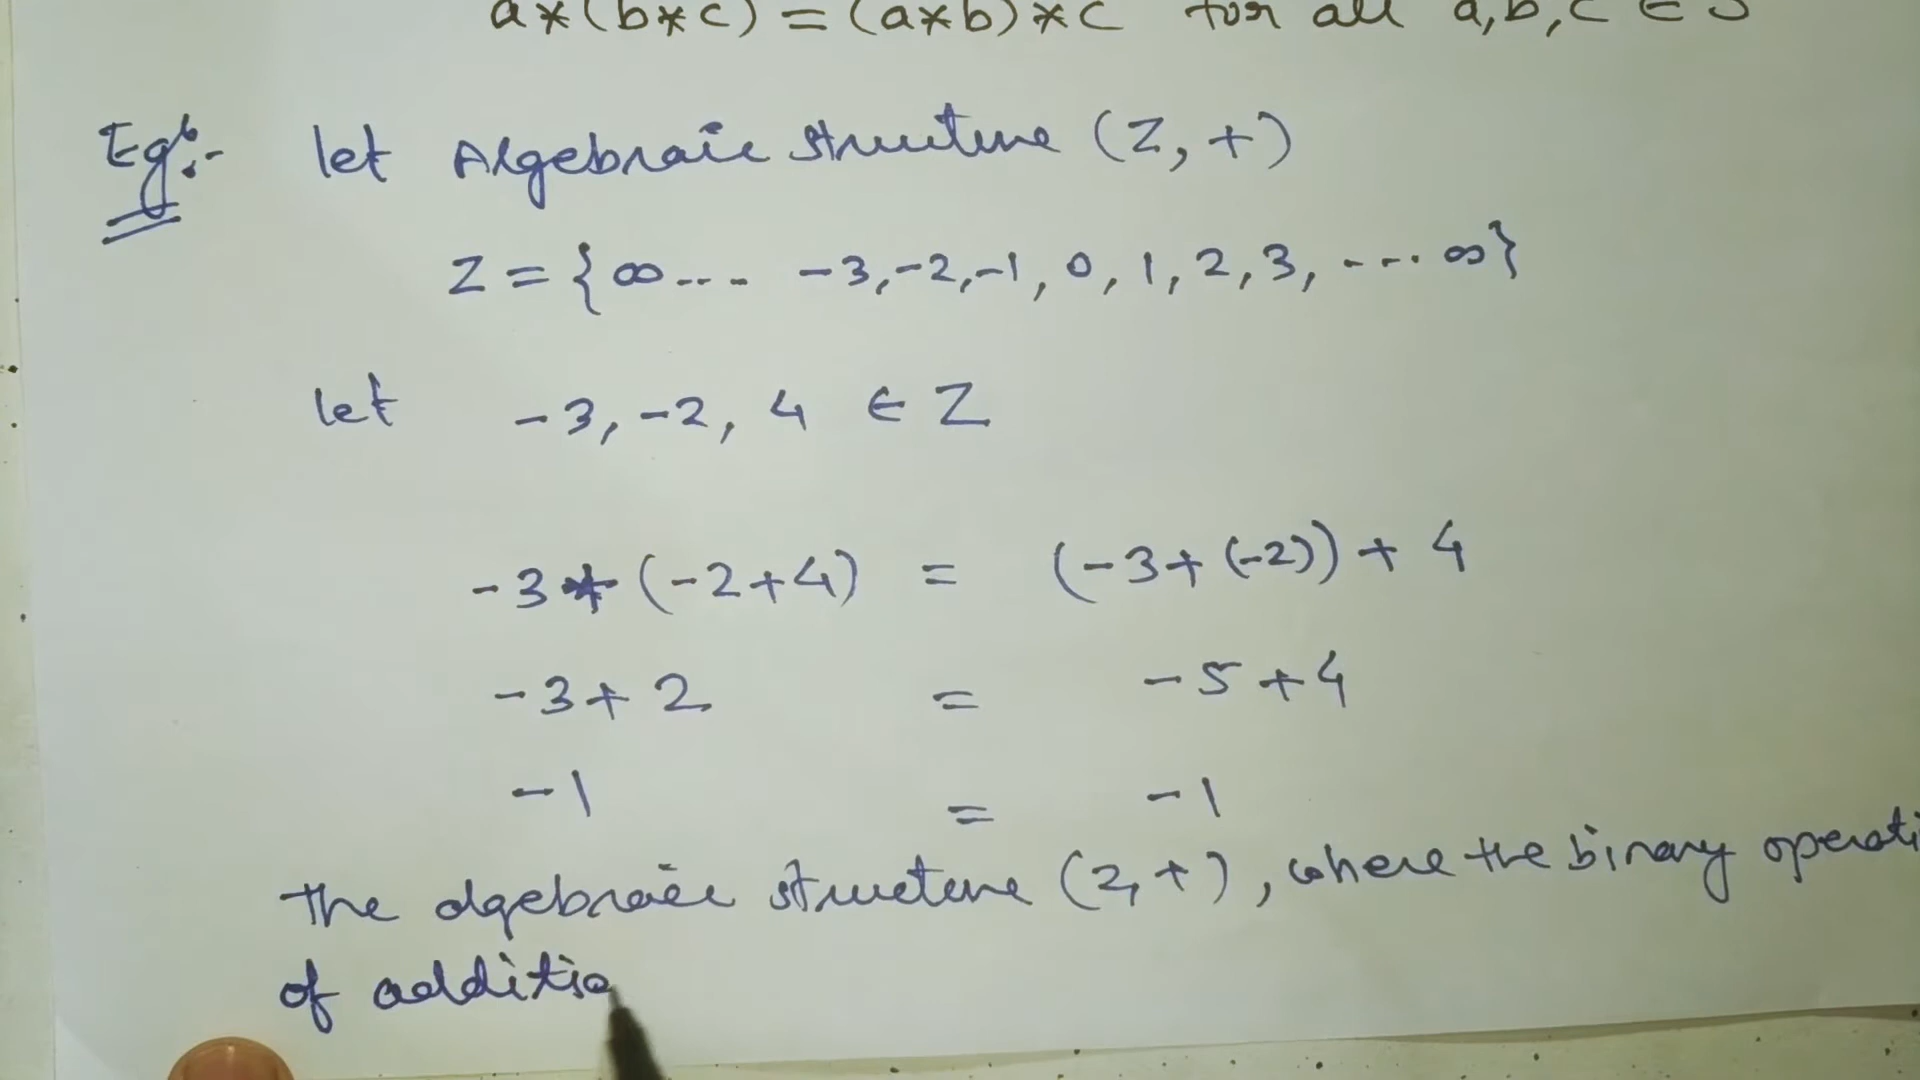 a*(b*c) = (a*b)*c for all a,b,c ∈ S
Eg:- let Algebraic structure (Z, +)
Z = {∞... -3,-2,-1, 0, 1, 2, 3, .... ∞}
let -3, -2, 4 ∈ Z
-3 + (-2+4) = (-3+(-2)) + 4
-3+2 = -5+4
-1 = -1
The algebraic structure (Z, +), where the binary operati
of additio